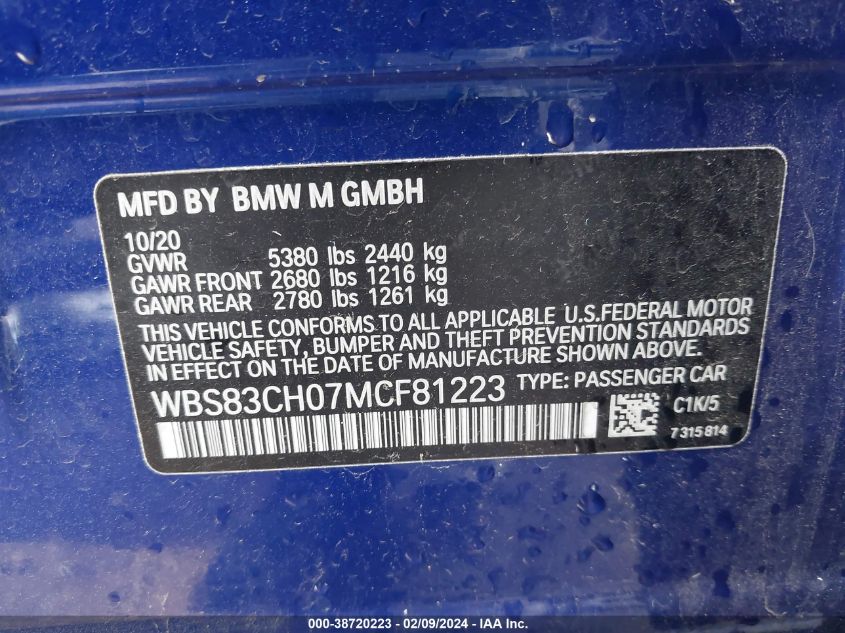 MFD BY BMW M GMBH
10/20
GVWR 5380 lbs 2440 kg
GAWR FRONT 2680 lbs 1216 kg
GAWR REAR 2780 lbs 1261 kg
THIS VEHICLE CONFORMS TO ALL APPLICABLE U.S.FEDERAL MOTOR
VEHICLE SAFETY, BUMPER AND THEFT PREVENTION STANDARDS
IN EFFECT ON THE DATE OF MANUFACTURE SHOWN ABOVE.
WBS83CH07MCF81223 TYPE: PASSENGER CAR
C1K/5
7315814
000-38720223 - 02/09/2024 - IAA Inc.